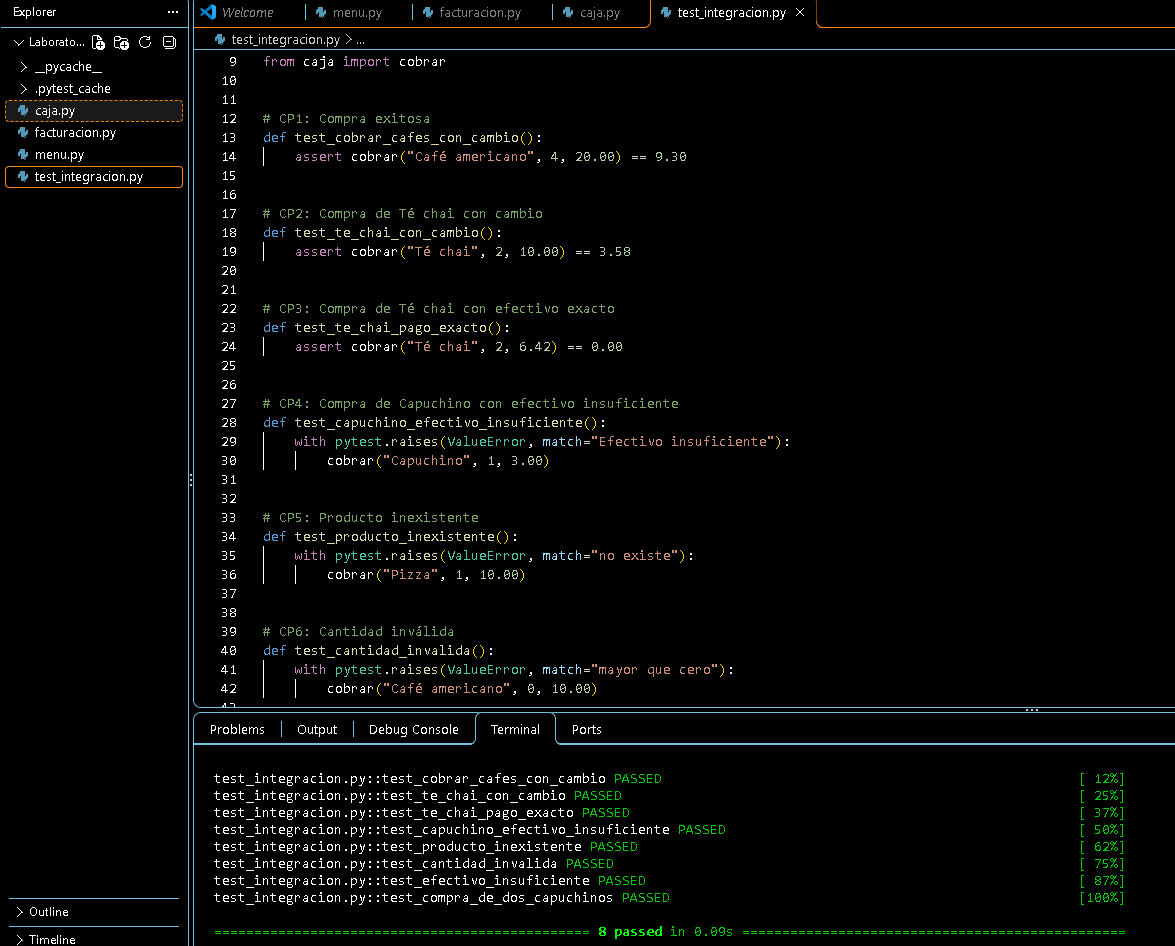 Explorer ...
Welcome menu.py facturacion.py caja.py test_integracion.py
Laborato...
__pycache__
.pytest_cache
caja.py
facturacion.py
menu.py
test_integracion.py
Outline
Timeline
test_integracion.py > ...
9 from caja import cobrar
10
11
12 # CP1: Compra exitosa
13 def test_cobrar_cafes_con_cambio():
14 assert cobrar("Café americano", 4, 20.00) == 9.30
15
16
17 # CP2: Compra de Té chai con cambio
18 def test_te_chai_con_cambio():
19 assert cobrar("Té chai", 2, 10.00) == 3.58
20
21
22 # CP3: Compra de Té chai con efectivo exacto
23 def test_te_chai_pago_exacto():
24 assert cobrar("Té chai", 2, 6.42) == 0.00
25
26
27 # CP4: Compra de Capuchino con efectivo insuficiente
28 def test_capuchino_efectivo_insuficiente():
29 with pytest.raises(ValueError, match="Efectivo insuficiente"):
30 cobrar("Capuchino", 1, 3.00)
31
32
33 # CP5: Producto inexistente
34 def test_producto_inexistente():
35 with pytest.raises(ValueError, match="no existe"):
36 cobrar("Pizza", 1, 10.00)
37
38
39 # CP6: Cantidad inválida
40 def test_cantidad_invalida():
41 with pytest.raises(ValueError, match="mayor que cero"):
42 cobrar("Café americano", 0, 10.00)
Problems Output Debug Console Terminal Ports
test_integracion.py::test_cobrar_cafes_con_cambio PASSED [ 12%]
test_integracion.py::test_te_chai_con_cambio PASSED [ 25%]
test_integracion.py::test_te_chai_pago_exacto PASSED [ 37%]
test_integracion.py::test_capuchino_efectivo_insuficiente PASSED [ 50%]
test_integracion.py::test_producto_inexistente PASSED [ 62%]
test_integracion.py::test_cantidad_invalida PASSED [ 75%]
test_integracion.py::test_efectivo_insuficiente PASSED [ 87%]
test_integracion.py::test_compra_de_dos_capuchinos PASSED [100%]
=============================================== 8 passed in 0.09s ================================================